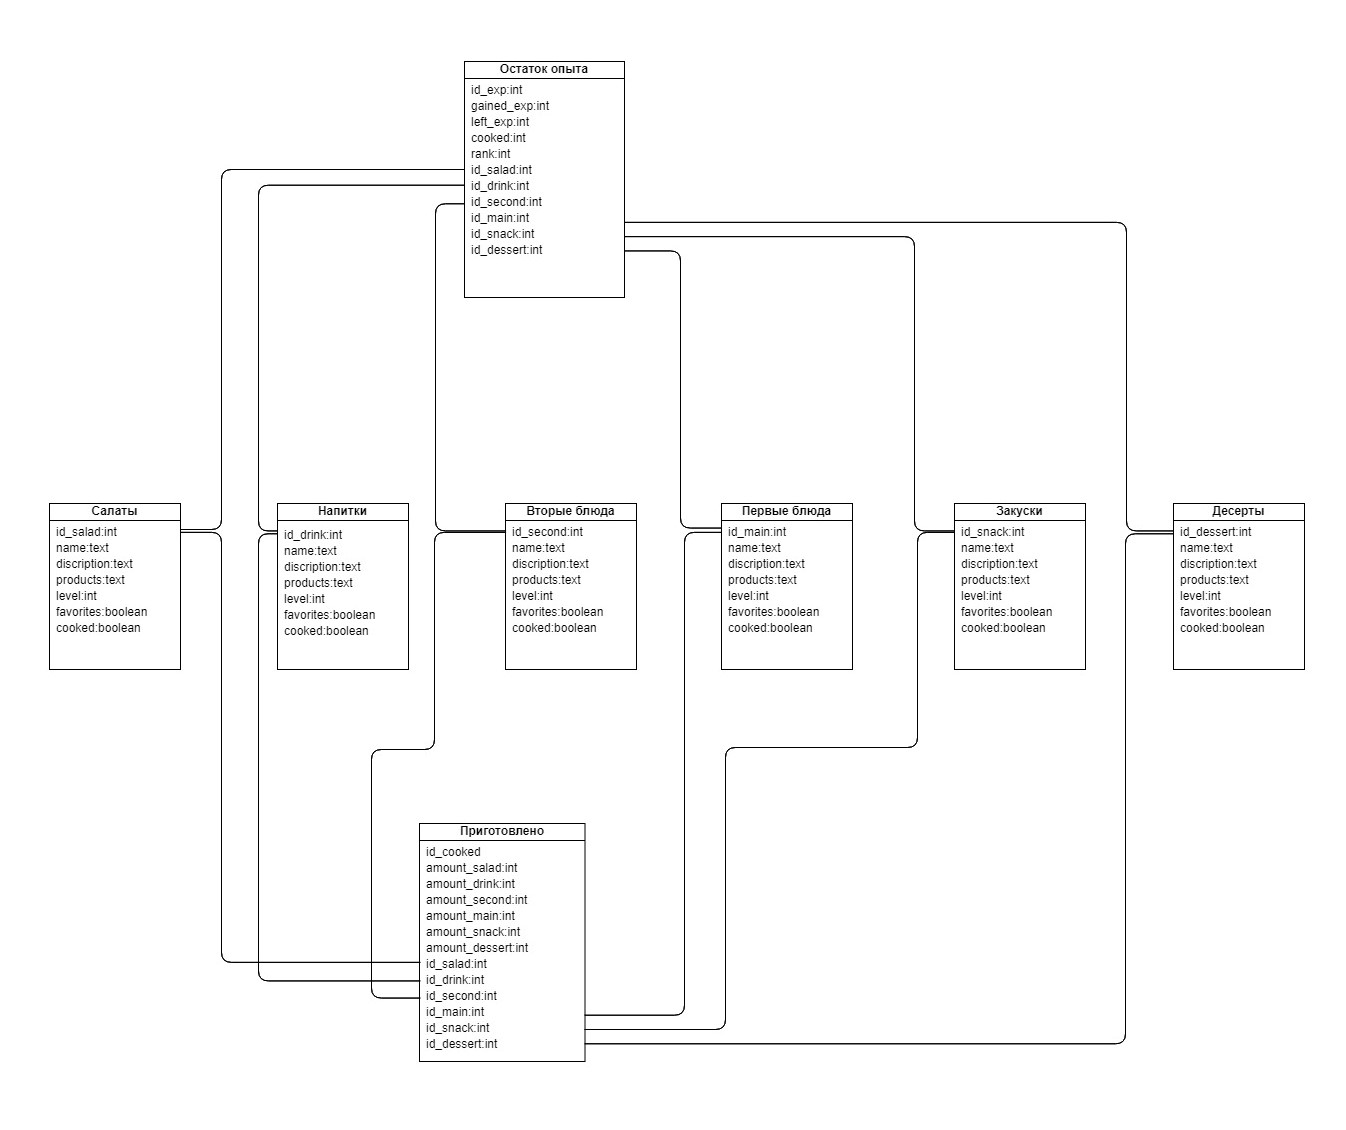 Остаток опыта
id_exp:int
gained_exp:int
left_exp:int
cooked:int
rank:int
id_salad:int
id_drink:int
id_second:int
id_main:int
id_snack:int
id_dessert:int
Салаты
id_salad:int
name:text
discription:text
products:text
level:int
favorites:boolean
cooked:boolean
Напитки
id_drink:int
name:text
discription:text
products:text
level:int
favorites:boolean
cooked:boolean
Вторые блюда
id_second:int
name:text
discription:text
products:text
level:int
favorites:boolean
cooked:boolean
Первые блюда
id_main:int
name:text
discription:text
products:text
level:int
favorites:boolean
cooked:boolean
Закуски
id_snack:int
name:text
discription:text
products:text
level:int
favorites:boolean
cooked:boolean
Десерты
id_dessert:int
name:text
discription:text
products:text
level:int
favorites:boolean
cooked:boolean
Приготовлено
id_cooked
amount_salad:int
amount_drink:int
amount_second:int
amount_main:int
amount_snack:int
amount_dessert:int
id_salad:int
id_drink:int
id_second:int
id_main:int
id_snack:int
id_dessert:int